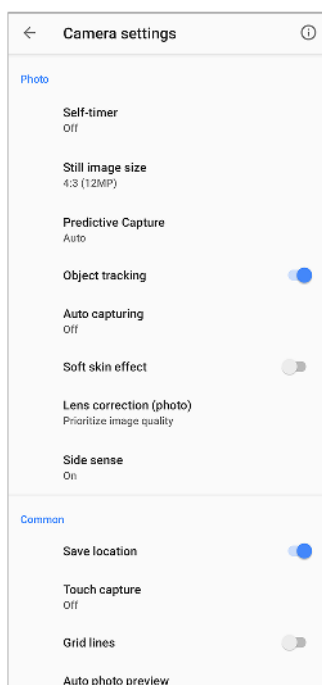 Camera settings
Photo
Self-timer
Off
Still image size
4:3 (12MP)
Predictive Capture
Auto
Object tracking
Auto capturing
Off
Soft skin effect
Lens correction (photo)
Prioritize image quality
Side sense
On
Common
Save location
Touch capture
Off
Grid lines
Auto photo preview